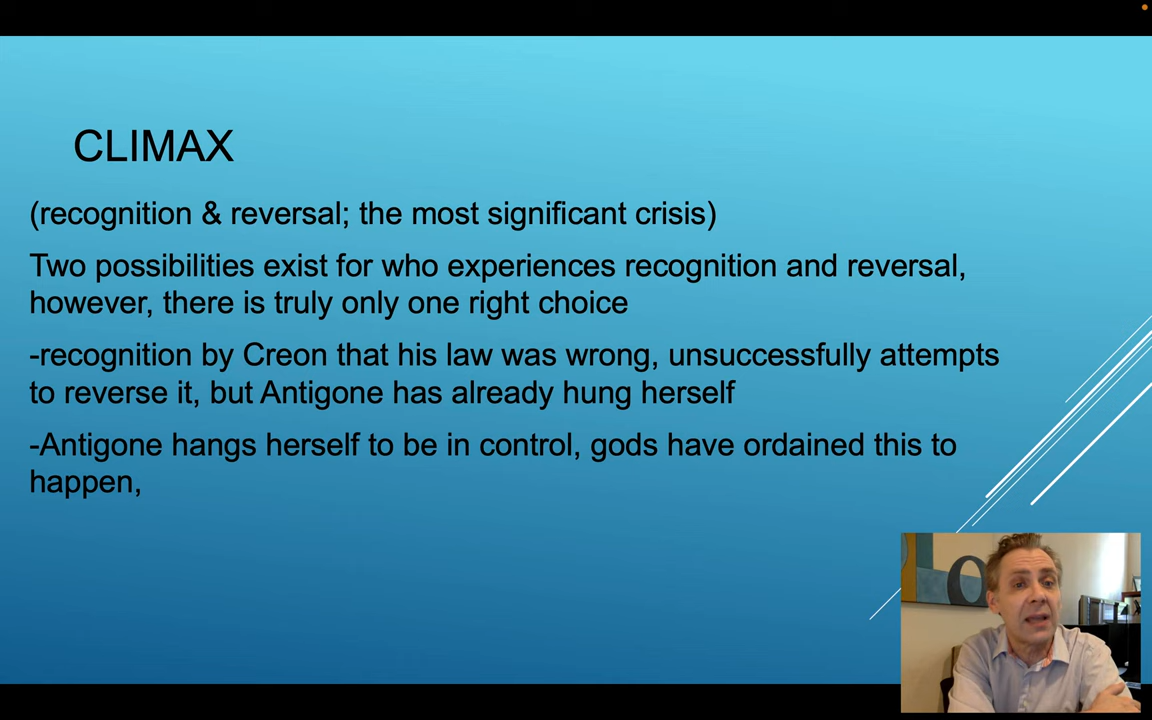 CLIMAX
(recognition & reversal; the most significant crisis)
Two possibilities exist for who experiences recognition and reversal,
however, there is truly only one right choice
-recognition by Creon that his law was wrong, unsuccessfully attempts
to reverse it, but Antigone has already hung herself
-Antigone hangs herself to be in control, gods have ordained this to
happen,